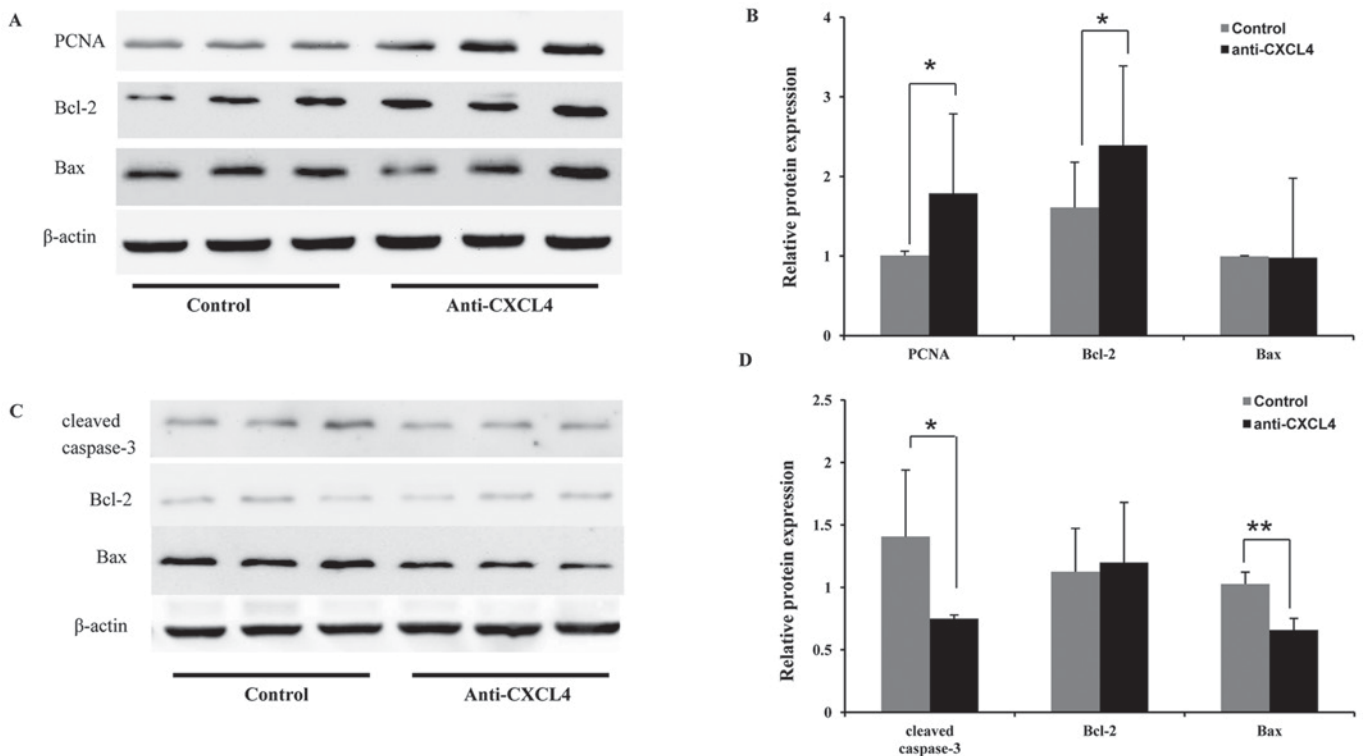 A
PCNA
Bcl-2
Bax
β-actin
Control
Anti-CXCL4
B
4
3
2
1
0
Relative protein expression
Control
anti-CXCL4
*
*
PCNA
Bcl-2
Bax
C
cleaved
caspase-3
Bcl-2
Bax
β-actin
Control
Anti-CXCL4
D
2.5
2
1.5
1
0.5
0
Relative protein expression
Control
anti-CXCL4
*
**
cleaved
caspase-3
Bcl-2
Bax